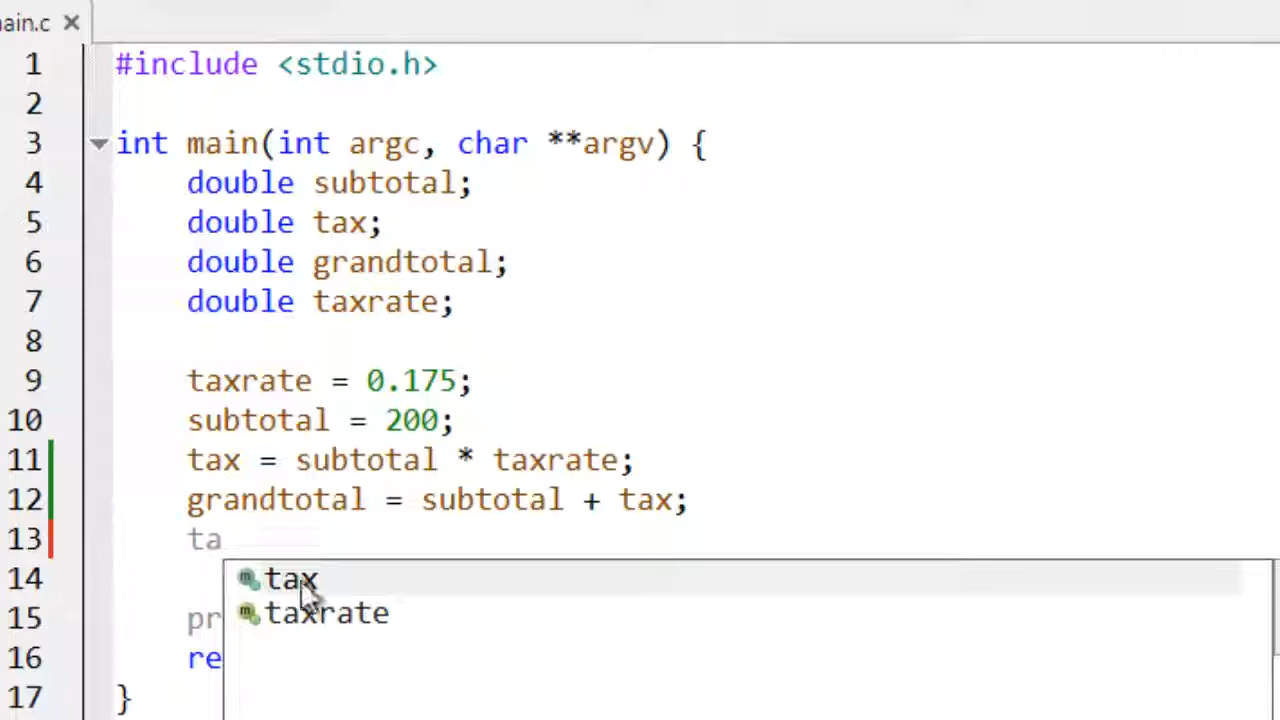 ain.c ×
1 #include <stdio.h>
2
3 int main(int argc, char **argv) {
4 double subtotal;
5 double tax;
6 double grandtotal;
7 double taxrate;
8
9 taxrate = 0.175;
10 subtotal = 200;
11 tax = subtotal * taxrate;
12 grandtotal = subtotal + tax;
13 ta
14 m tax
m taxrate
15 pr
16 re
17 }